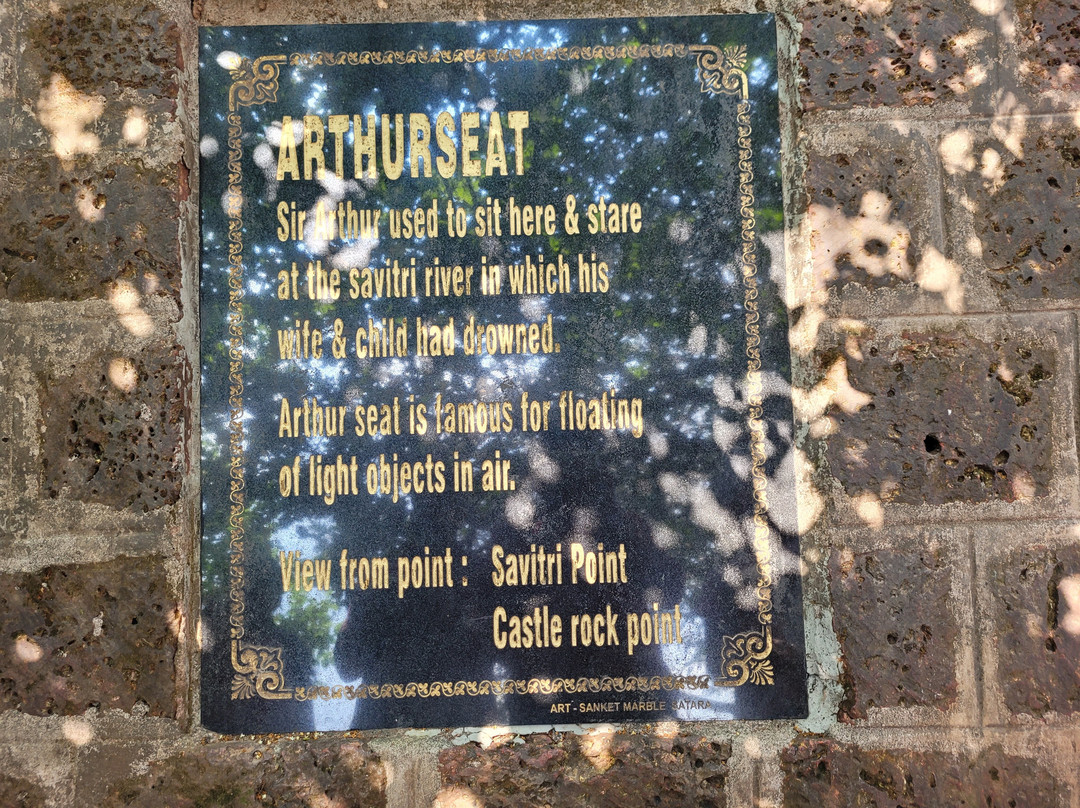 ARTHURSEAT
Sir Arthur used to sit here & stare
at the savitri river in which his
wife & child had drowned.
Arthur seat is famous for floating
of light objects in air.
View from point : Savitri Point
Castle rock point
ART - SANKET MARBLE SATARA